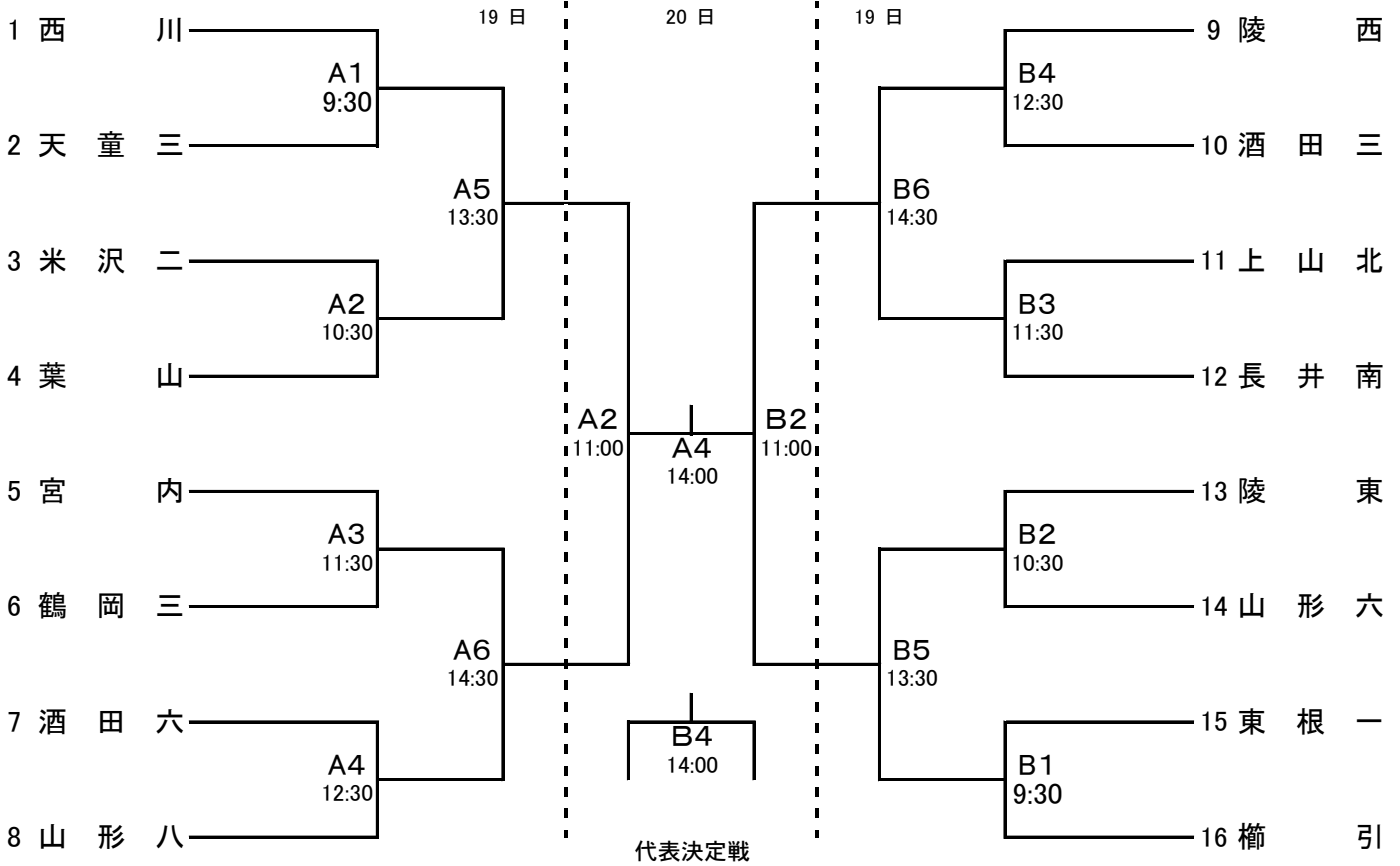 19 日 20 日 19 日
1 西 川
A1
9:30
2 天 童 三
A5
13:30
3 米 沢 二
A2
10:30
4 葉 山
A2
11:00
5 宮 内
A3
11:30
6 鶴 岡 三
A6
14:30
7 酒 田 六
A4
12:30
8 山 形 八
A4
14:00
B4
14:00
代表決定戦
9 陵 西
B4
12:30
10 酒 田 三
B6
14:30
11 上 山 北
B3
11:30
12 長 井 南
B2
11:00
13 陵 東
B2
10:30
14 山 形 六
B5
13:30
15 東 根 一
B1
9:30
16 櫛 引